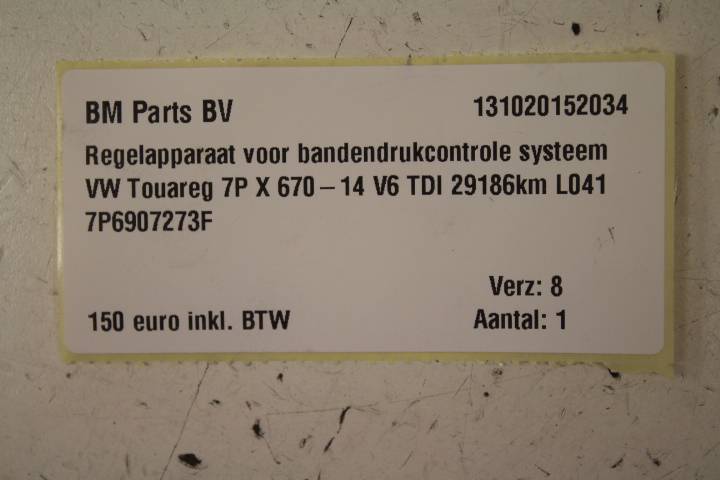 BM Parts BV 131020152034
Regelapparaat voor bandendrukcontrole systeem
VW Touareg 7P X 670 – 14 V6 TDI 29186km L041
7P6907273F
Verz: 8
150 euro inkl. BTW Aantal: 1